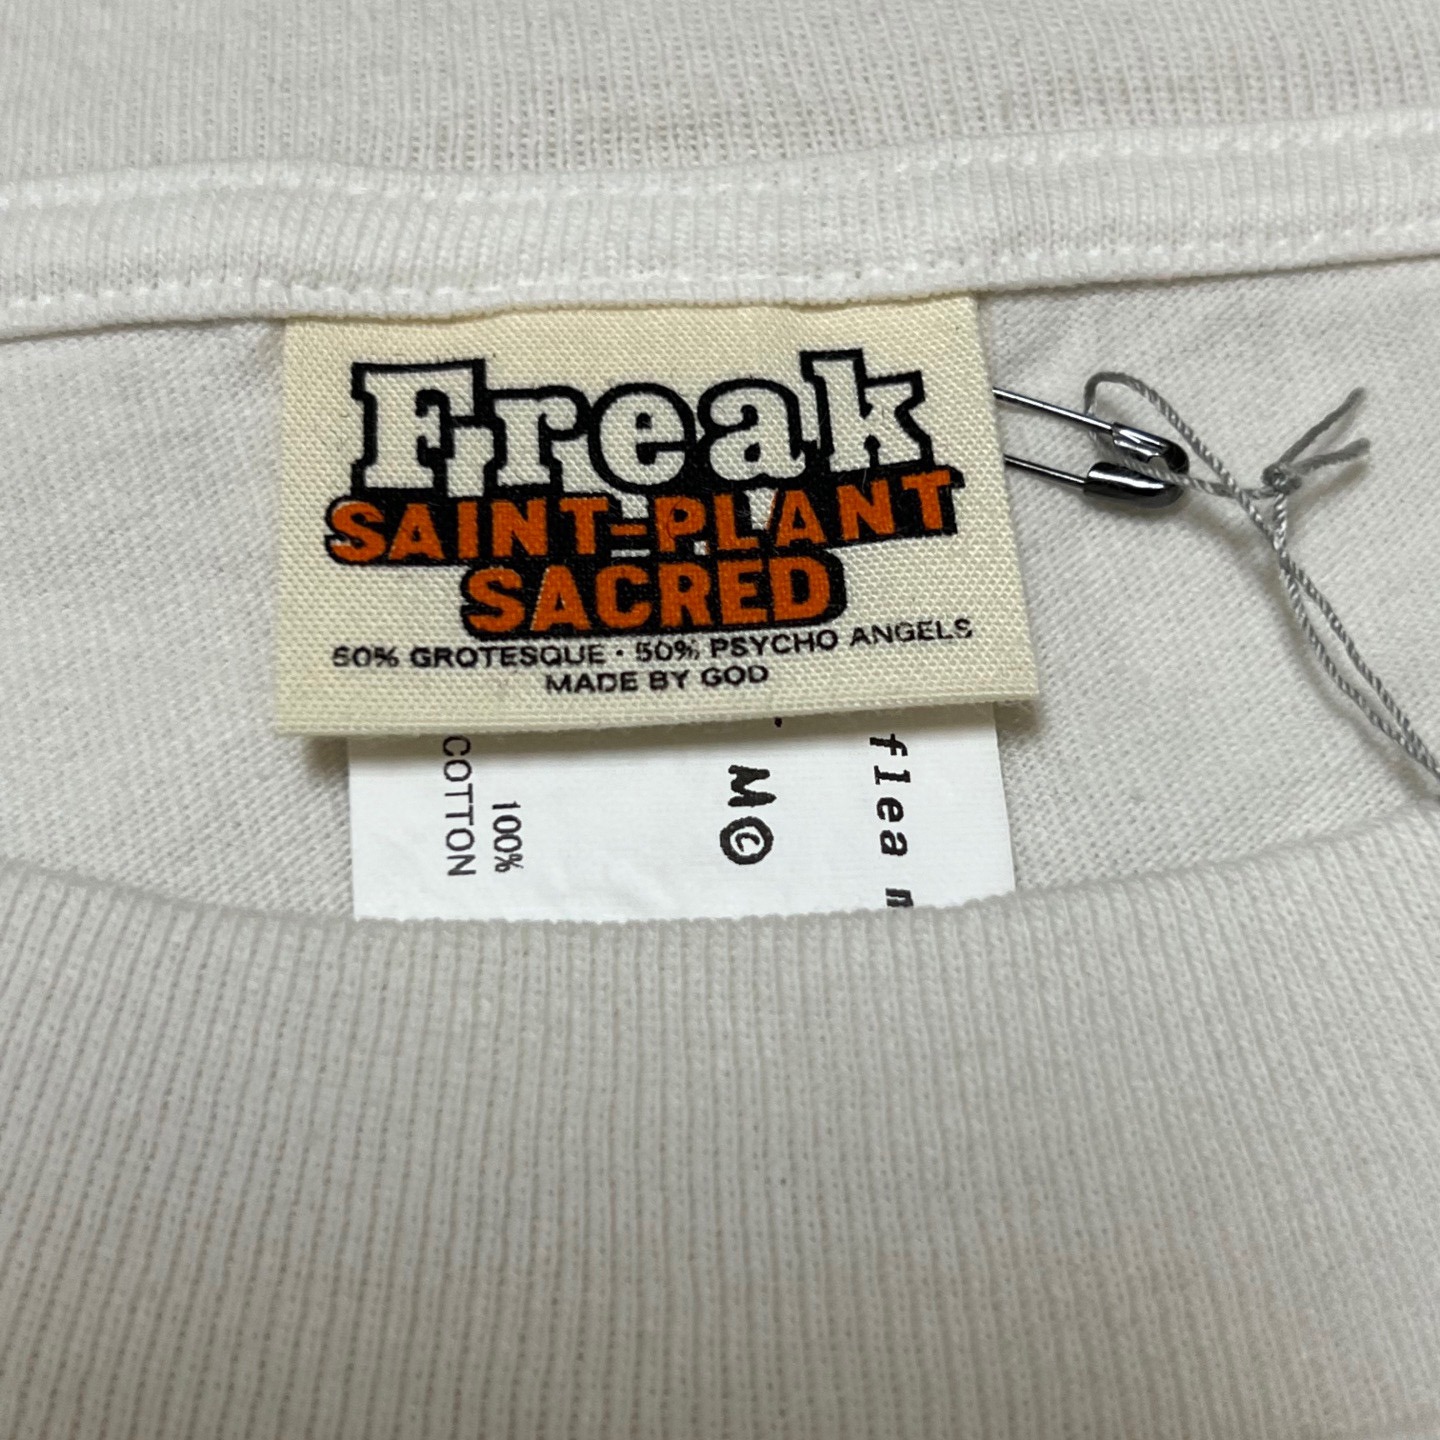 Freak
SAINT-PLANT
SACRED
50% GROTESQUE · 50% PSYCHO ANGELS
MADE BY GOD
flea
M©
100%
COTTON